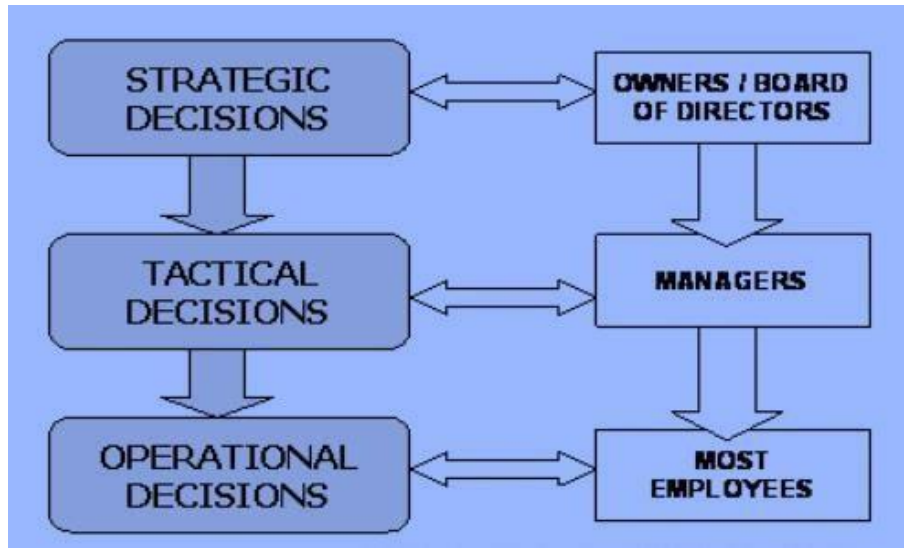 STRATEGIC
DECISIONS
OWNERS / BOARD
OF DIRECTORS
TACTICAL
DECISIONS
MANAGERS
OPERATIONAL
DECISIONS
MOST
EMPLOYEES